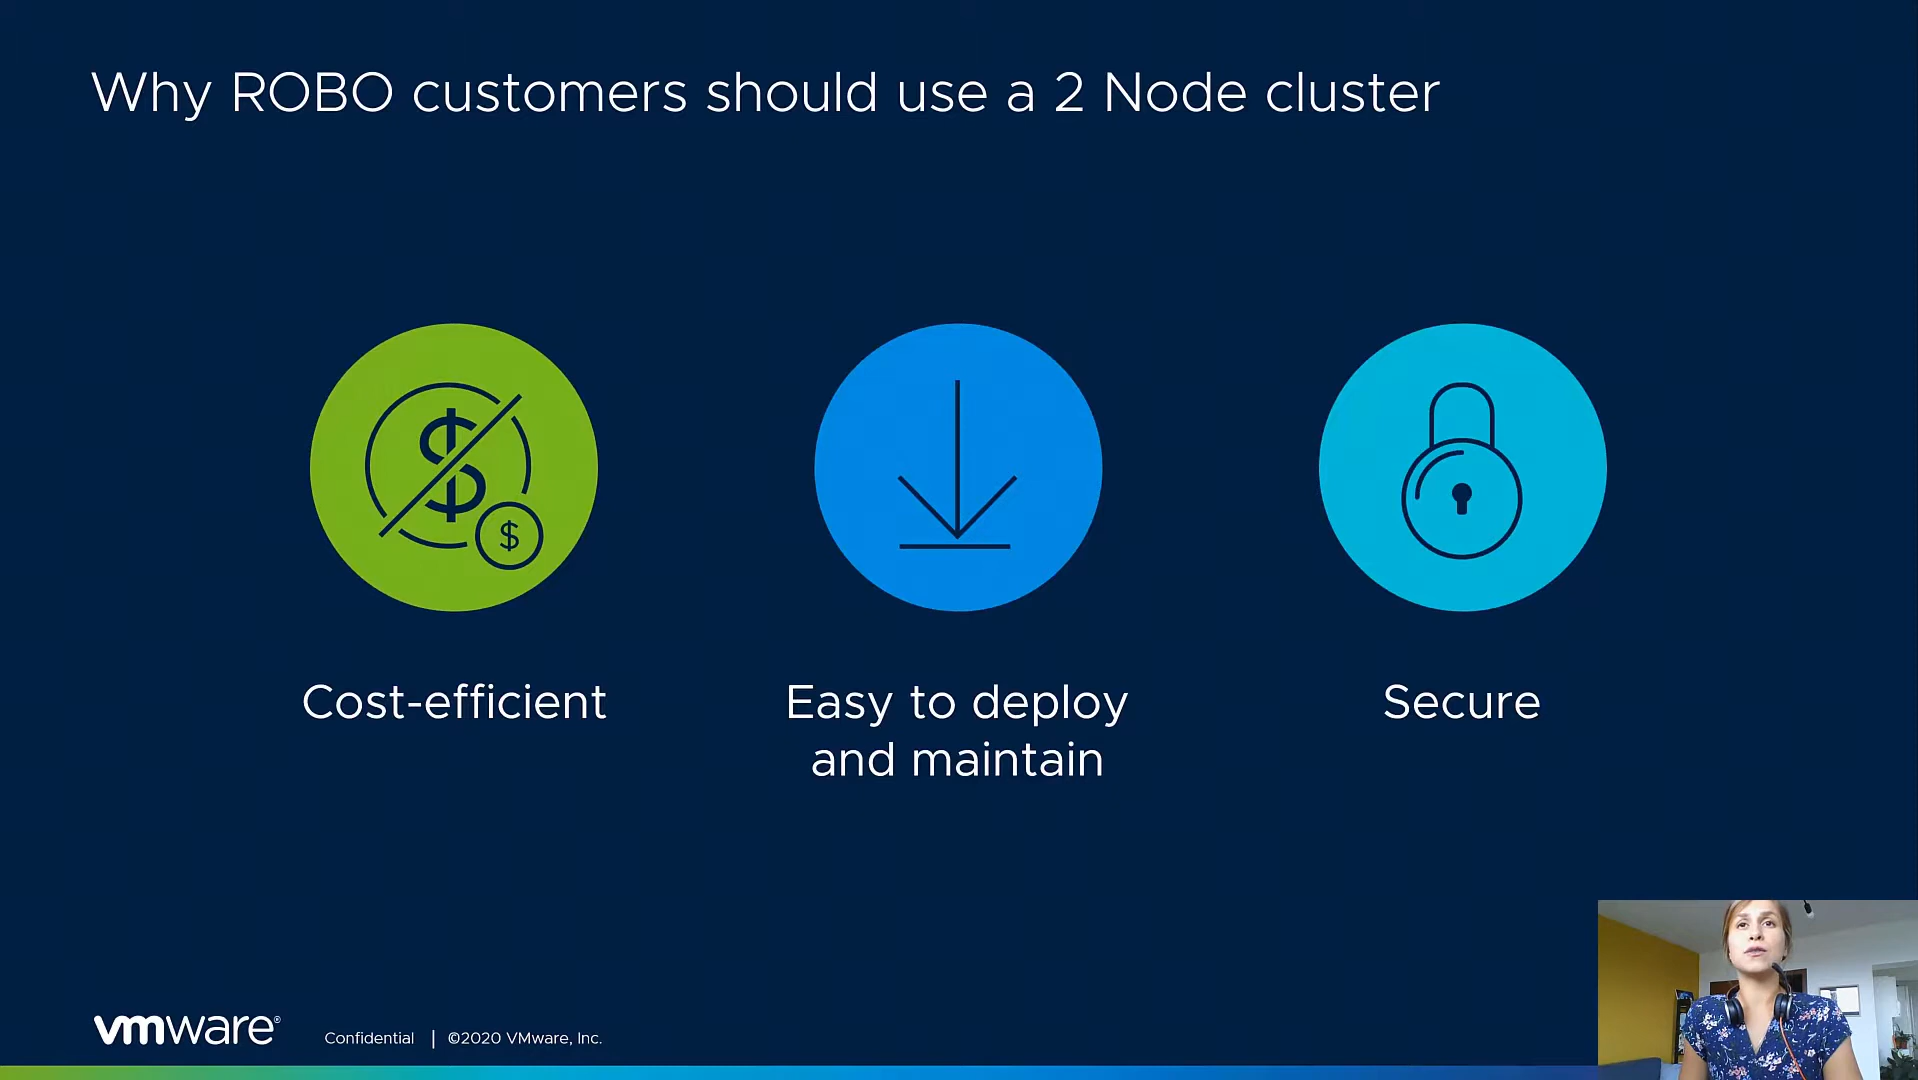 Why ROBO customers should use a 2 Node cluster
$
$
Cost-efficient
Easy to deploy
and maintain
Secure
vmware®
Confidential | ©2020 VMware, Inc.